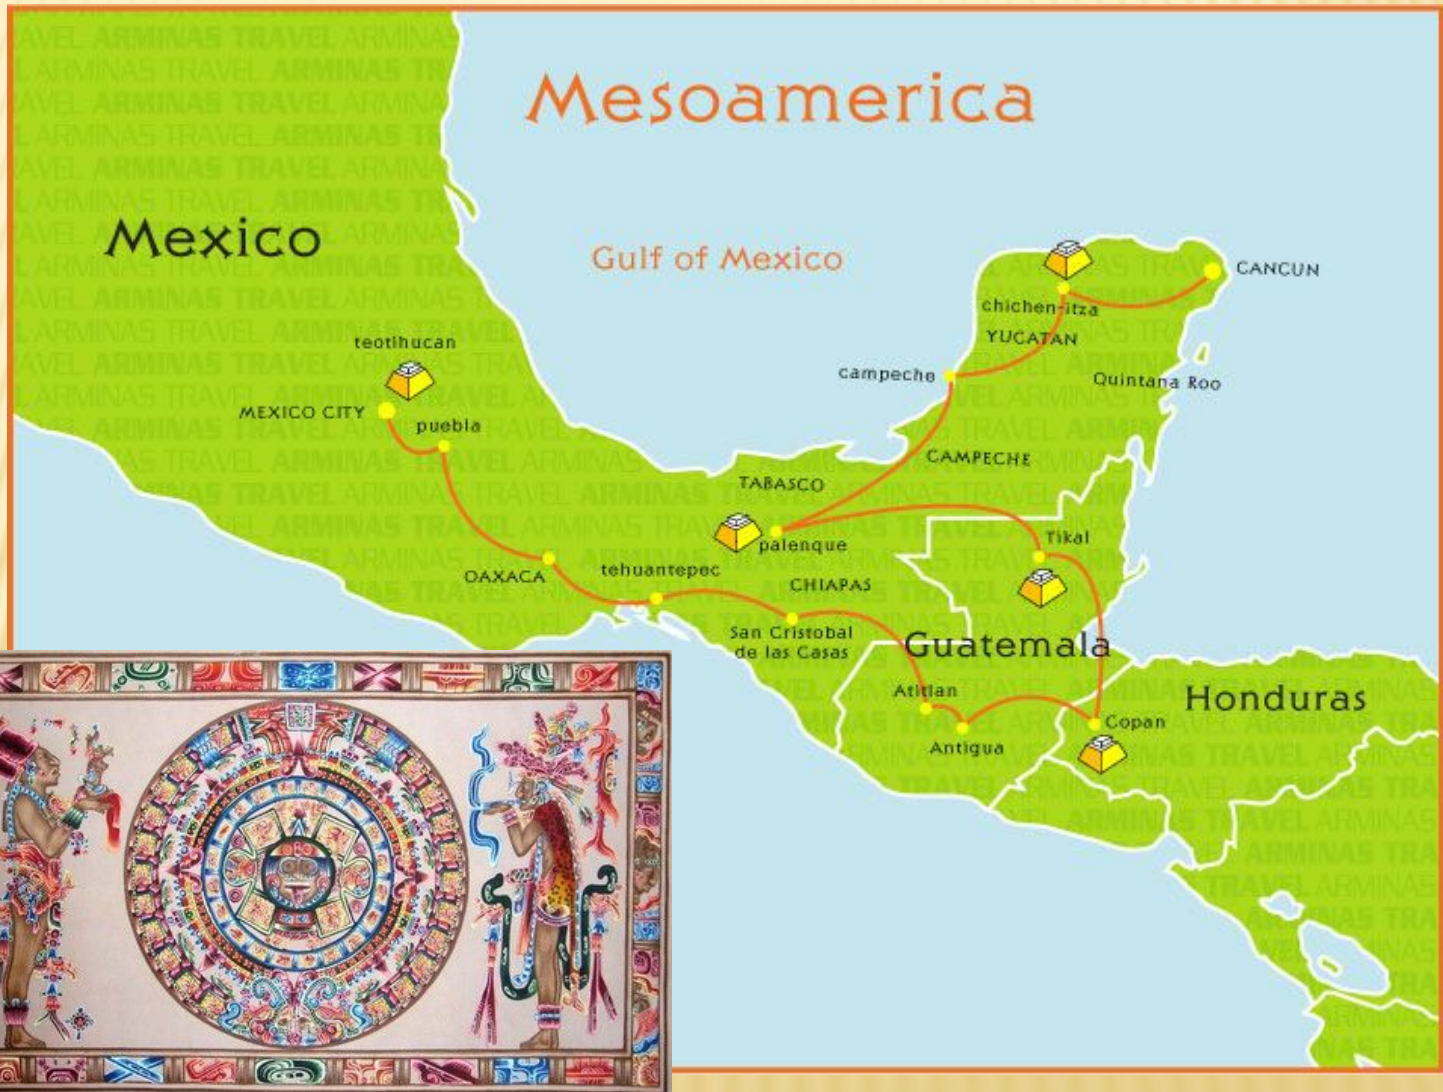 Mesoamerica
Mexico
Gulf of Mexico
CANCUN
chichen-itza
YUCATAN
teotihucan
campeche
Quintana Roo
MEXICO CITY
puebla
CAMPECHE
TABASCO
Tikal
palenque
OAXACA
tehuantepec
CHIAPAS
San Cristobal
de las Casas
Guatemala
Atitlan
Honduras
Copan
Antigua
ARMINAS TRAVEL